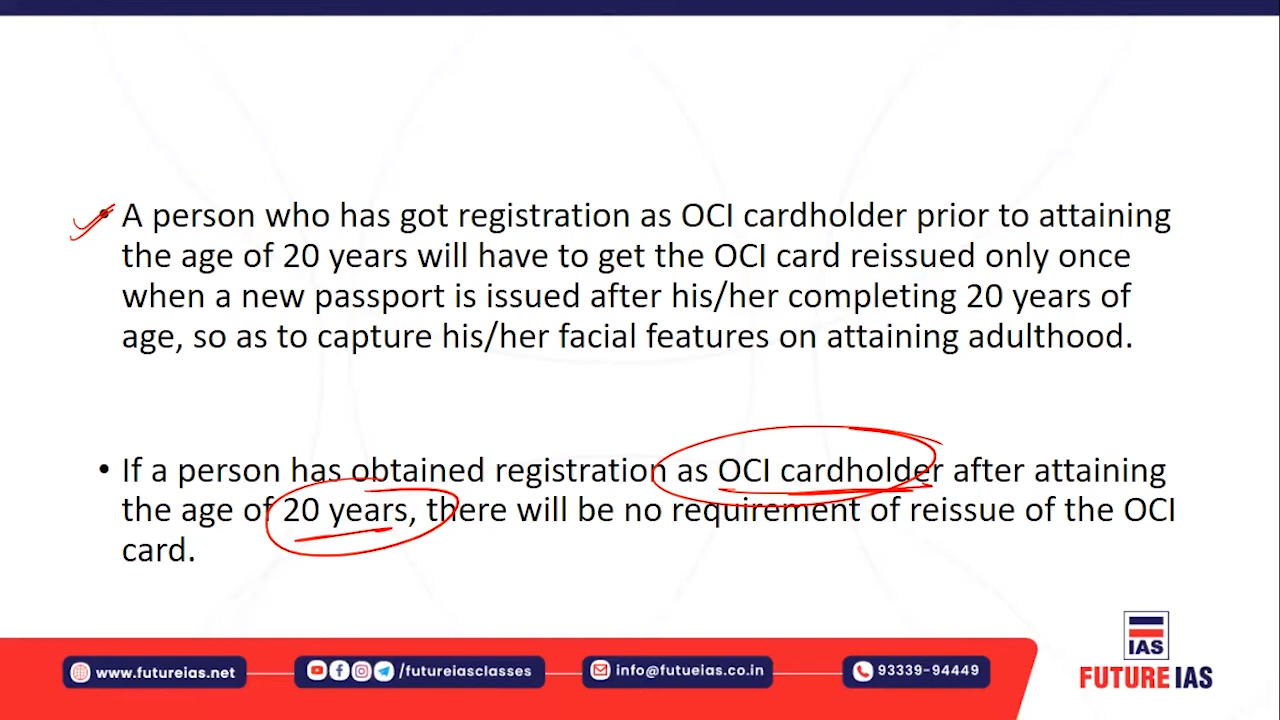 • A person who has got registration as OCI cardholder prior to attaining
the age of 20 years will have to get the OCI card reissued only once
when a new passport is issued after his/her completing 20 years of
age, so as to capture his/her facial features on attaining adulthood.
• If a person has obtained registration as OCI cardholder after attaining
the age of 20 years, there will be no requirement of reissue of the OCI
card.
IAS
www.futureias.net
/futureiasclasses
info@futueias.co.in
93339-94449
FUTURE IAS